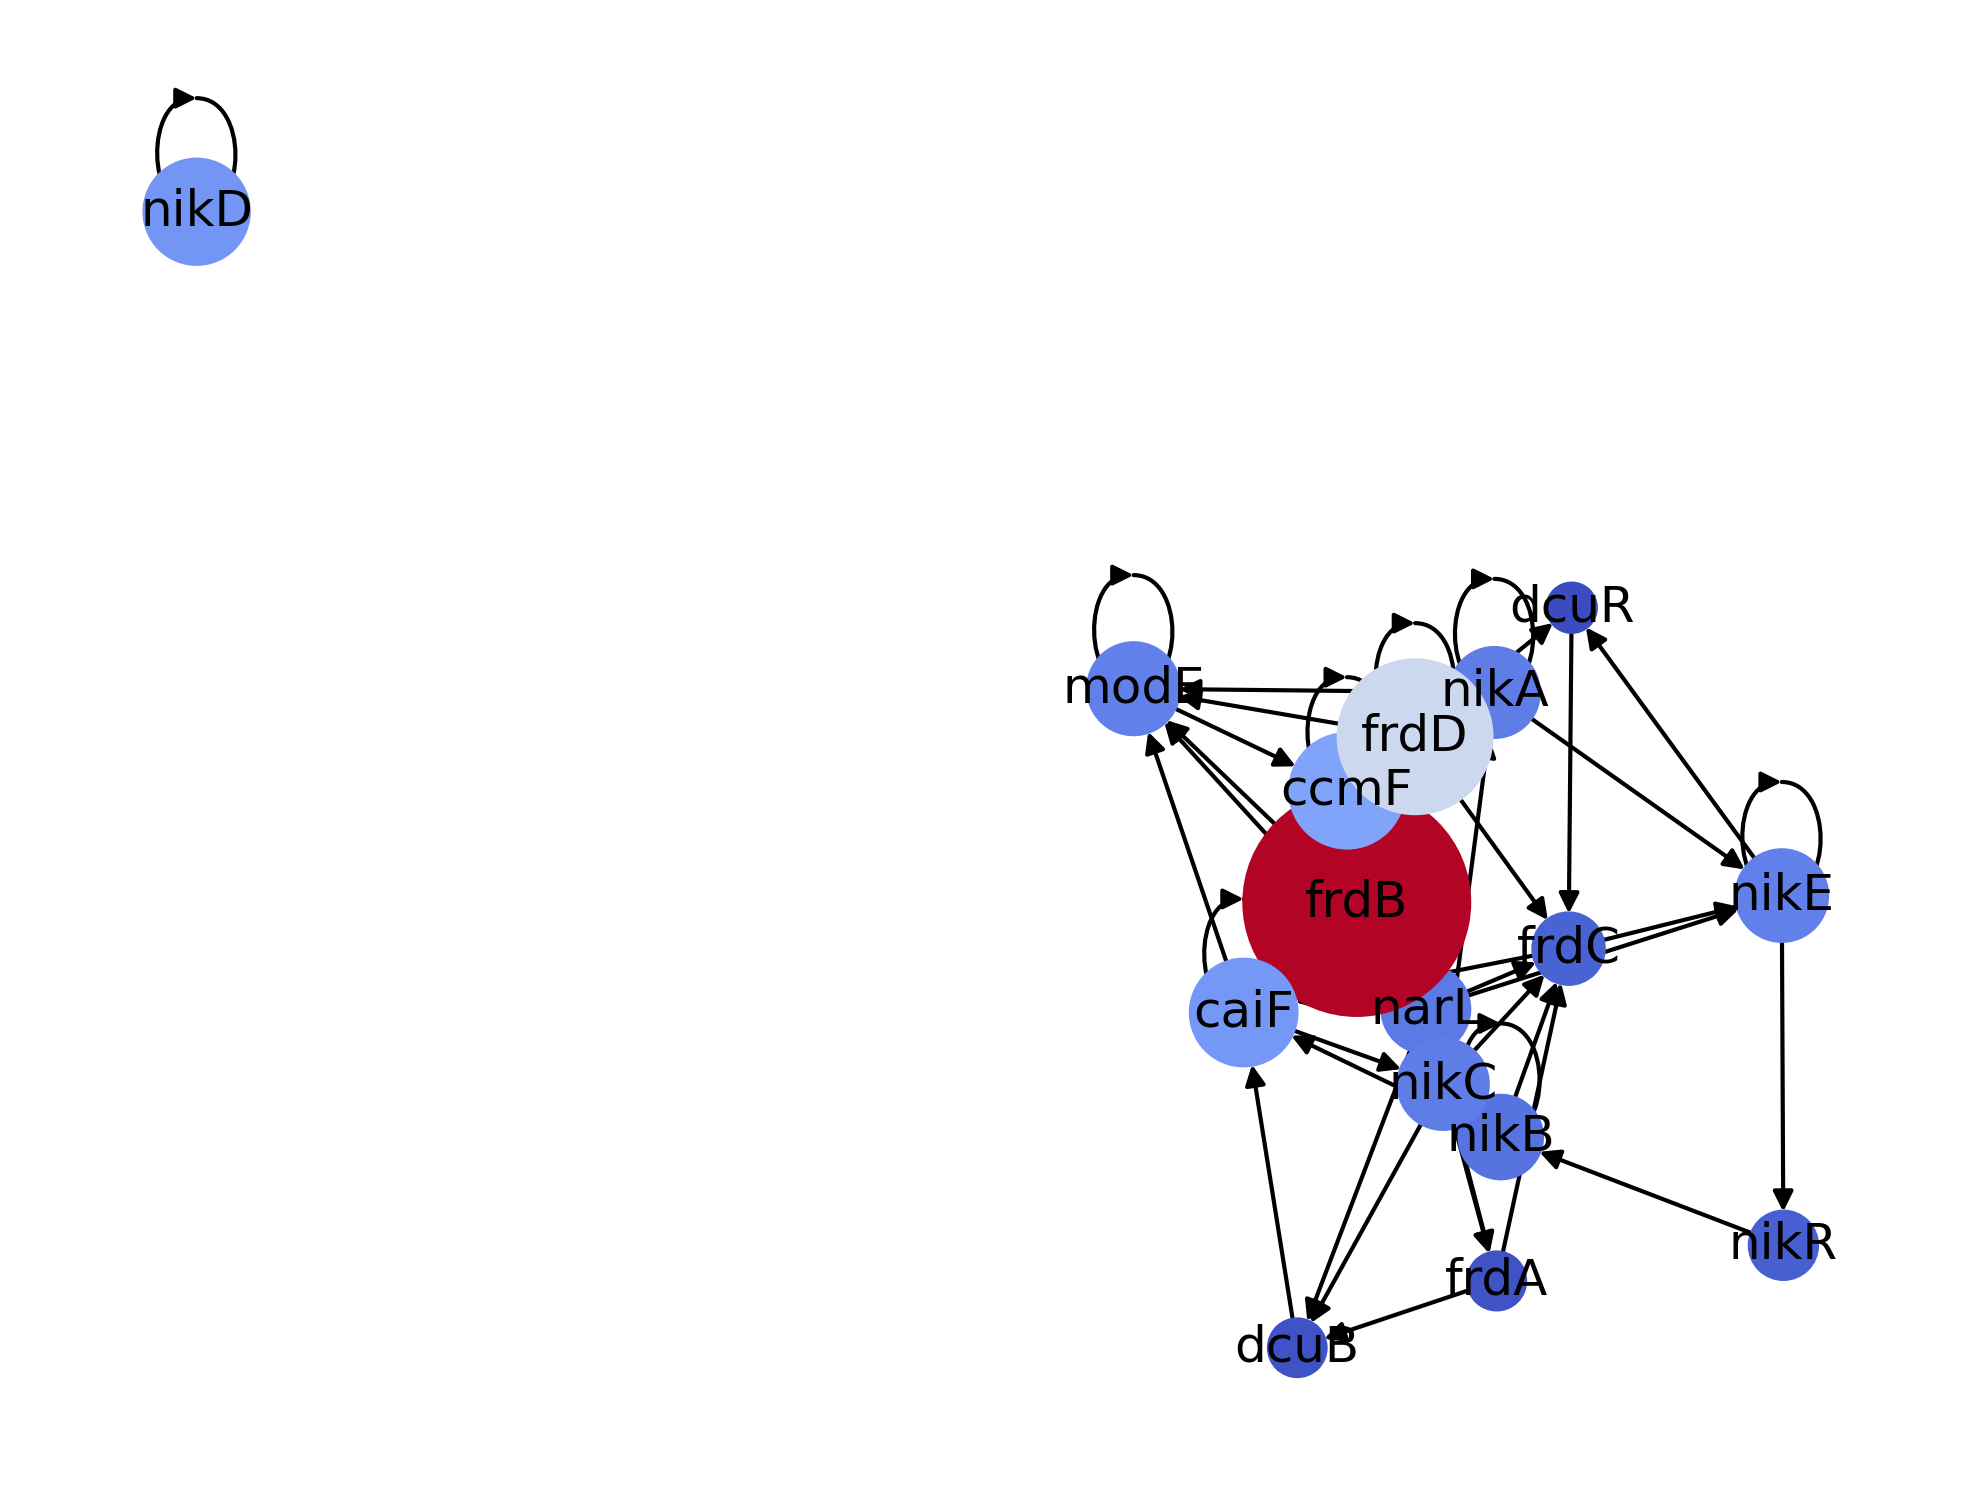 nikD
dcuR
modE
nikA
frdD
ccmF
frdB
nikE
frdC
caiF
narL
nikC
nikB
nikR
frdA
dcuB